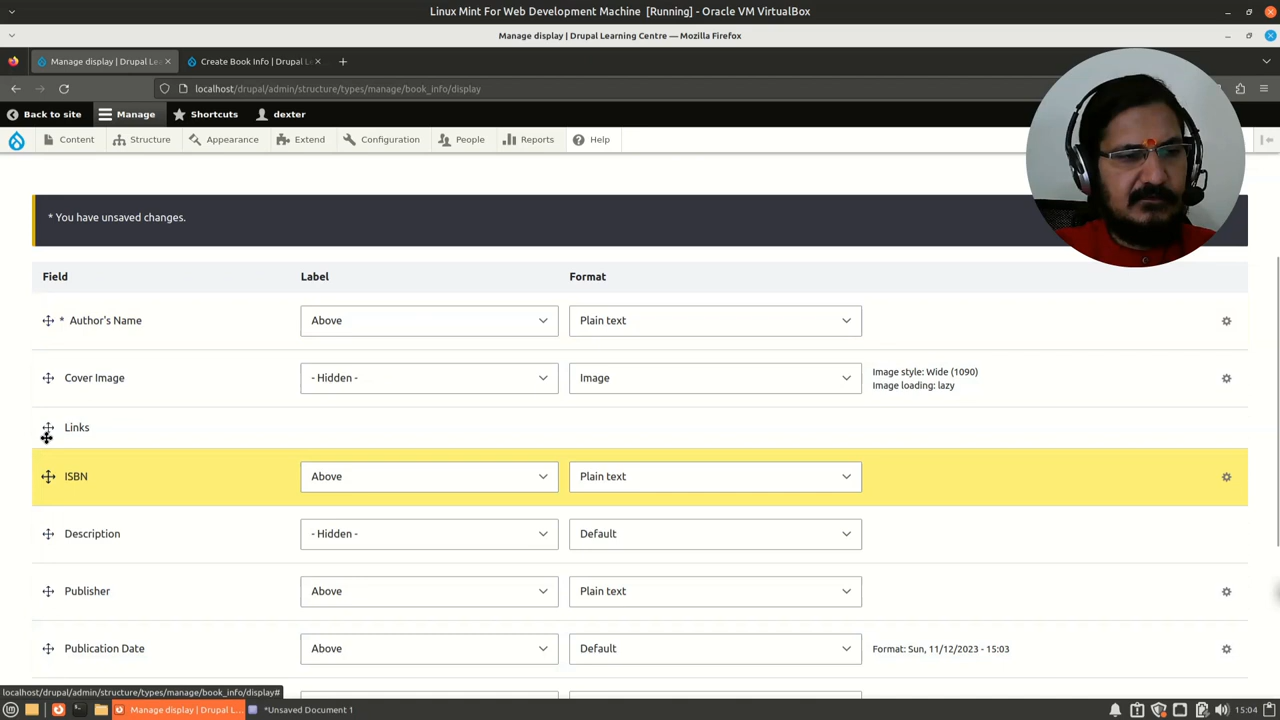 Linux Mint For Web Development Machine [Running] - Oracle VM VirtualBox
Manage display | Drupal Learning Centre — Mozilla Firefox
Manage display | Drupal Le
Create Book Info | Drupal L
localhost/drupal/admin/structure/types/manage/book_info/display
Back to site
Manage
Shortcuts
dexter
Content
Structure
Appearance
Extend
Configuration
People
Reports
Help
* You have unsaved changes.
Field
Label
Format
* Author's Name
Above
Plain text
Cover Image
- Hidden -
Image
Image style: Wide (1090)
Image loading: lazy
Links
ISBN
Above
Plain text
Description
- Hidden -
Default
Publisher
Above
Plain text
Publication Date
Above
Default
Format: Sun, 11/12/2023 - 15:03
localhost/drupal/admin/structure/types/manage/book_info/display#
Manage display | Drupal L...
*Unsaved Document 1
15:04